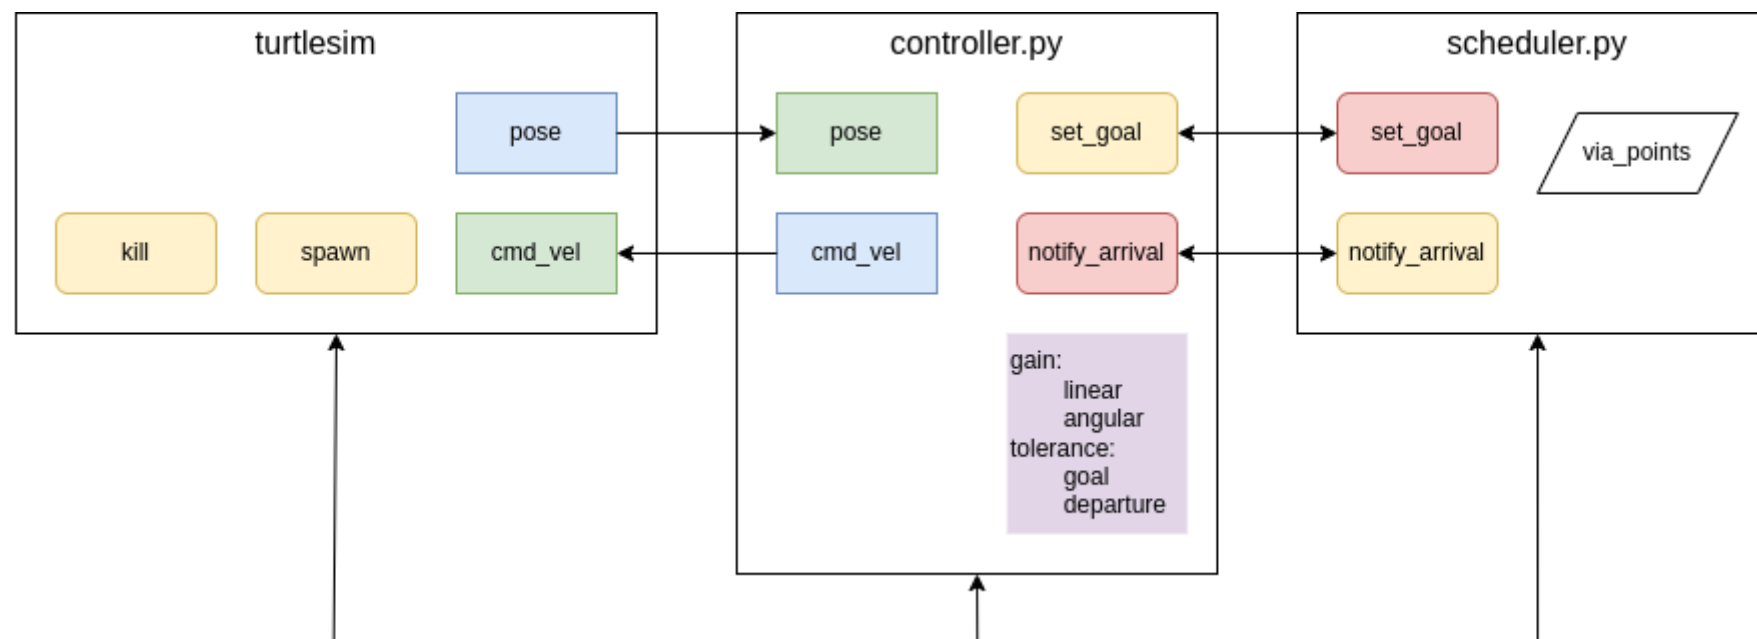 turtlesim
pose
kill
spawn
cmd_vel
controller.py
pose
set_goal
cmd_vel
notify_arrival
gain:
linear
angular
tolerance:
goal
departure
scheduler.py
set_goal
via_points
notify_arrival